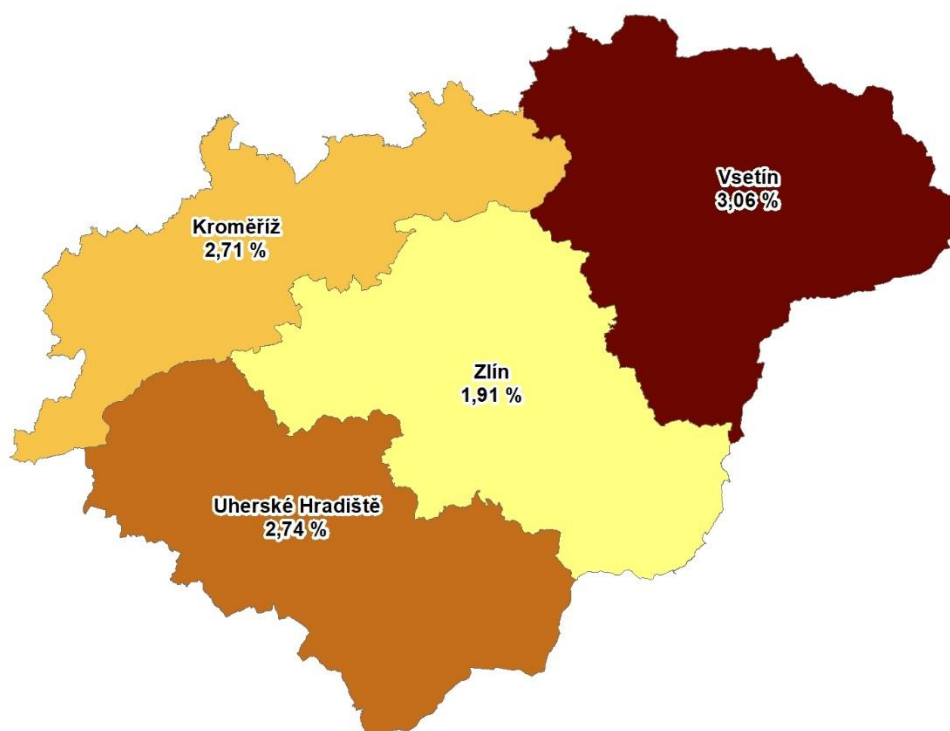 Vsetín
3,06 %
Kroměříž
2,71 %
Zlín
1,91 %
Uherské Hradiště
2,74 %